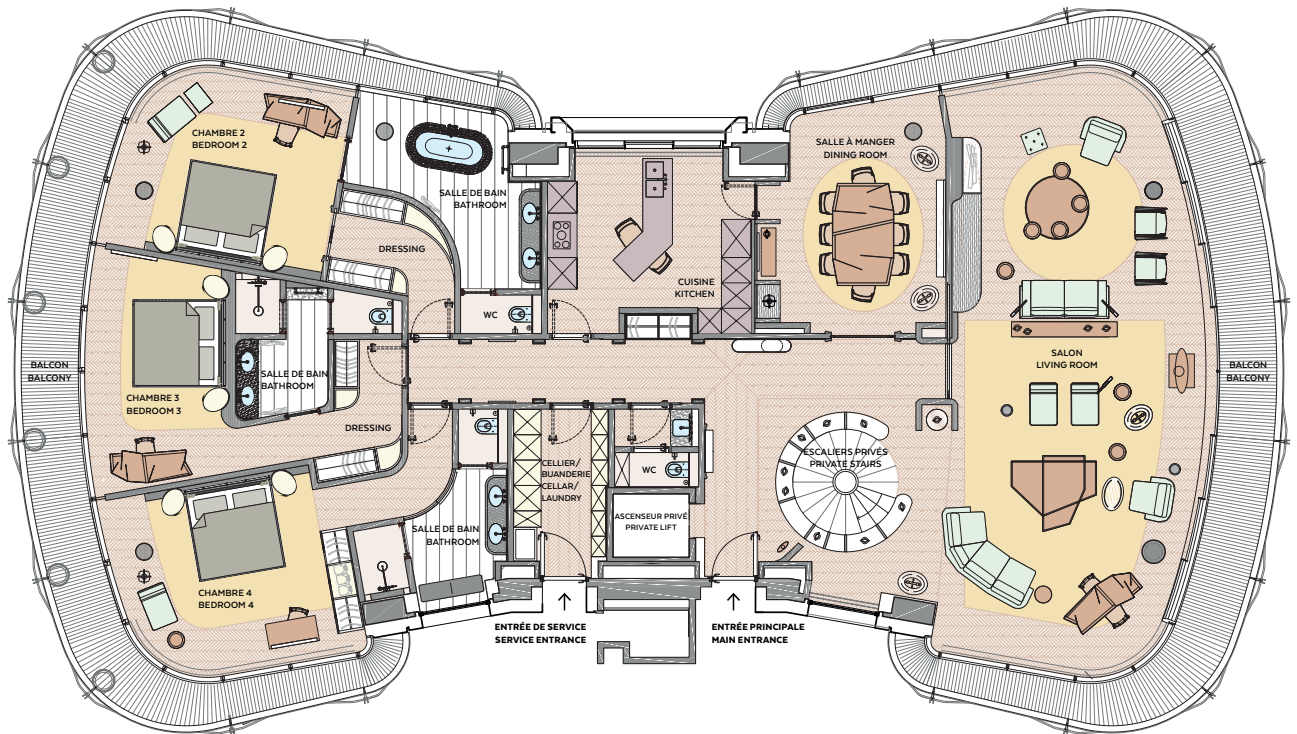 CHAMBRE 2
BEDROOM 2
SALLE DE BAIN
BATHROOM
DRESSING
WC
CUISINE
KITCHEN
SALLE À MANGER
DINING ROOM
SALON
LIVING ROOM
BALCON
BALCONY
BALCON
BALCONY
SALLE DE BAIN
BATHROOM
CHAMBRE 3
BEDROOM 3
DRESSING
CELLIER/
BUANDERIE
CELLAR/
LAUNDRY
WC
ESCALIERS PRIVÉS
PRIVATE STAIRS
ASCENSEUR PRIVÉ
PRIVATE LIFT
SALLE DE BAIN
BATHROOM
CHAMBRE 4
BEDROOM 4
ENTRÉE DE SERVICE
SERVICE ENTRANCE
ENTRÉE PRINCIPALE
MAIN ENTRANCE